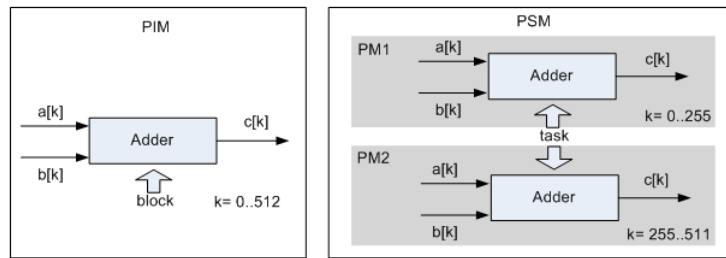 PIM
a[k]
b[k]
Adder
c[k]
block
k= 0..512
PSM
PM1
a[k]
b[k]
Adder
c[k]
k= 0..255
task
PM2
a[k]
b[k]
Adder
c[k]
k= 255..511